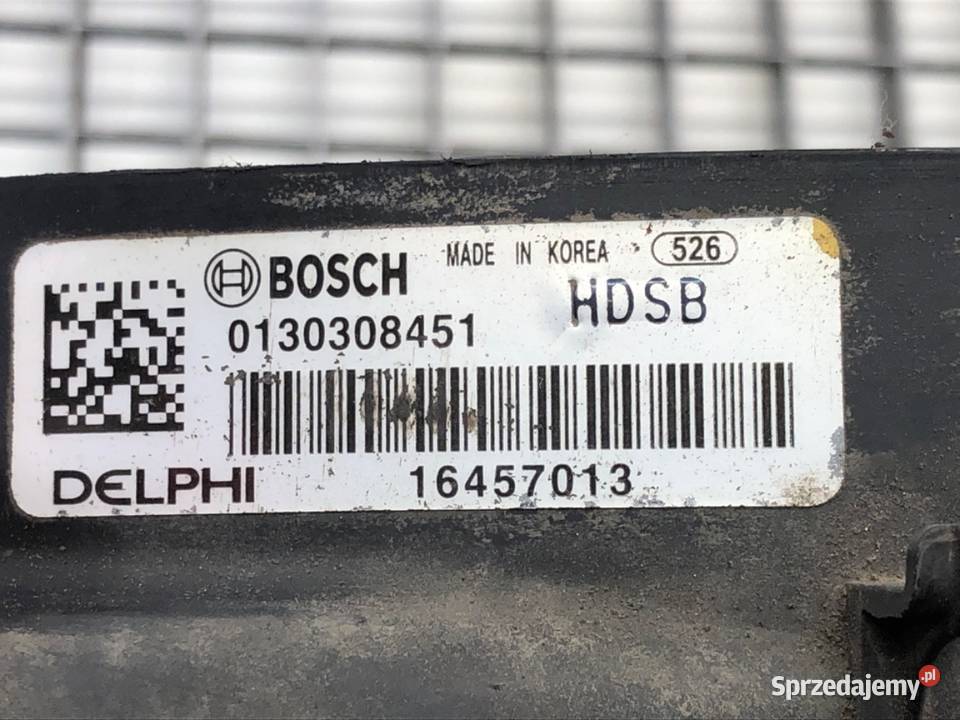 BOSCH MADE IN KOREA 526
0130308451 HDSB
DELPHI 16457013
Sprzedajemy.pl